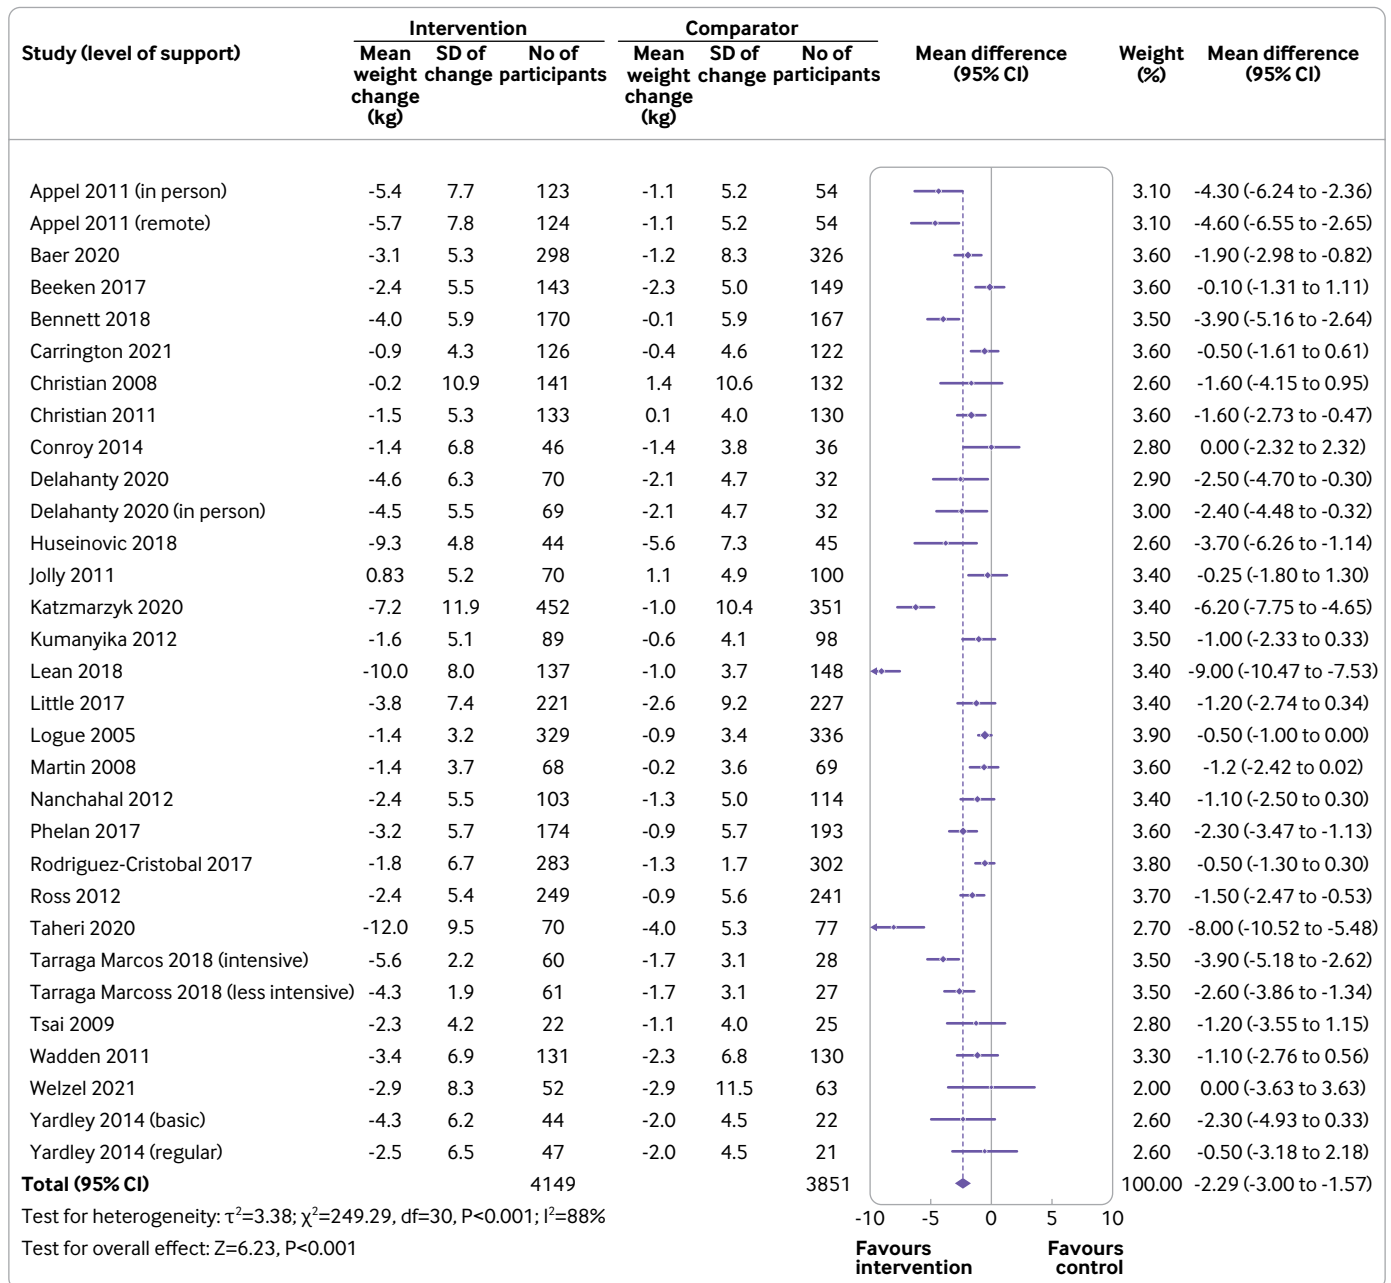 Intervention Comparator
Study (level of support) Mean weight change (kg) SD of change No of participants Mean weight change (kg) SD of change No of participants Mean difference (95% CI) Weight (%) Mean difference (95% CI)
Appel 2011 (in person) -5.4 7.7 123 -1.1 5.2 54 3.10 -4.30 (-6.24 to -2.36)
Appel 2011 (remote) -5.7 7.8 124 -1.1 5.2 54 3.10 -4.60 (-6.55 to -2.65)
Baer 2020 -3.1 5.3 298 -1.2 8.3 326 3.60 -1.90 (-2.98 to -0.82)
Beeken 2017 -2.4 5.5 143 -2.3 5.0 149 3.60 -0.10 (-1.31 to 1.11)
Bennett 2018 -4.0 5.9 170 -0.1 5.9 167 3.50 -3.90 (-5.16 to -2.64)
Carrington 2021 -0.9 4.3 126 -0.4 4.6 122 3.60 -0.50 (-1.61 to 0.61)
Christian 2008 -0.2 10.9 141 1.4 10.6 132 2.60 -1.60 (-4.15 to 0.95)
Christian 2011 -1.5 5.3 133 0.1 4.0 130 3.60 -1.60 (-2.73 to -0.47)
Conroy 2014 -1.4 6.8 46 -1.4 3.8 36 2.80 0.00 (-2.32 to 2.32)
Delahanty 2020 -4.6 6.3 70 -2.1 4.7 32 2.90 -2.50 (-4.70 to -0.30)
Delahanty 2020 (in person) -4.5 5.5 69 -2.1 4.7 32 3.00 -2.40 (-4.48 to -0.32)
Huseinovic 2018 -9.3 4.8 44 -5.6 7.3 45 2.60 -3.70 (-6.26 to -1.14)
Jolly 2011 0.83 5.2 70 1.1 4.9 100 3.40 -0.25 (-1.80 to 1.30)
Katzmarzyk 2020 -7.2 11.9 452 -1.0 10.4 351 3.40 -6.20 (-7.75 to -4.65)
Kumanyika 2012 -1.6 5.1 89 -0.6 4.1 98 3.50 -1.00 (-2.33 to 0.33)
Lean 2018 -10.0 8.0 137 -1.0 3.7 148 3.40 -9.00 (-10.47 to -7.53)
Little 2017 -3.8 7.4 221 -2.6 9.2 227 3.40 -1.20 (-2.74 to 0.34)
Logue 2005 -1.4 3.2 329 -0.9 3.4 336 3.90 -0.50 (-1.00 to 0.00)
Martin 2008 -1.4 3.7 68 -0.2 3.6 69 3.60 -1.2 (-2.42 to 0.02)
Nanchahal 2012 -2.4 5.5 103 -1.3 5.0 114 3.40 -1.10 (-2.50 to 0.30)
Phelan 2017 -3.2 5.7 174 -0.9 5.7 193 3.60 -2.30 (-3.47 to -1.13)
Rodriguez-Cristobal 2017 -1.8 6.7 283 -1.3 1.7 302 3.80 -0.50 (-1.30 to 0.30)
Ross 2012 -2.4 5.4 249 -0.9 5.6 241 3.70 -1.50 (-2.47 to -0.53)
Taheri 2020 -12.0 9.5 70 -4.0 5.3 77 2.70 -8.00 (-10.52 to -5.48)
Tarraga Marcos 2018 (intensive) -5.6 2.2 60 -1.7 3.1 28 3.50 -3.90 (-5.18 to -2.62)
Tarraga Marcoss 2018 (less intensive) -4.3 1.9 61 -1.7 3.1 27 3.50 -2.60 (-3.86 to -1.34)
Tsai 2009 -2.3 4.2 22 -1.1 4.0 25 2.80 -1.20 (-3.55 to 1.15)
Wadden 2011 -3.4 6.9 131 -2.3 6.8 130 3.30 -1.10 (-2.76 to 0.56)
Welzel 2021 -2.9 8.3 52 -2.9 11.5 63 2.00 0.00 (-3.63 to 3.63)
Yardley 2014 (basic) -4.3 6.2 44 -2.0 4.5 22 2.60 -2.30 (-4.93 to 0.33)
Yardley 2014 (regular) -2.5 6.5 47 -2.0 4.5 21 2.60 -0.50 (-3.18 to 2.18)
Total (95% CI) 4149 3851 100.00 -2.29 (-3.00 to -1.57)
Test for heterogeneity: τ²=3.38; χ²=249.29, df=30, P<0.001; I²=88%
-10 -5 0 5 10
Test for overall effect: Z=6.23, P<0.001
Favours intervention Favours control